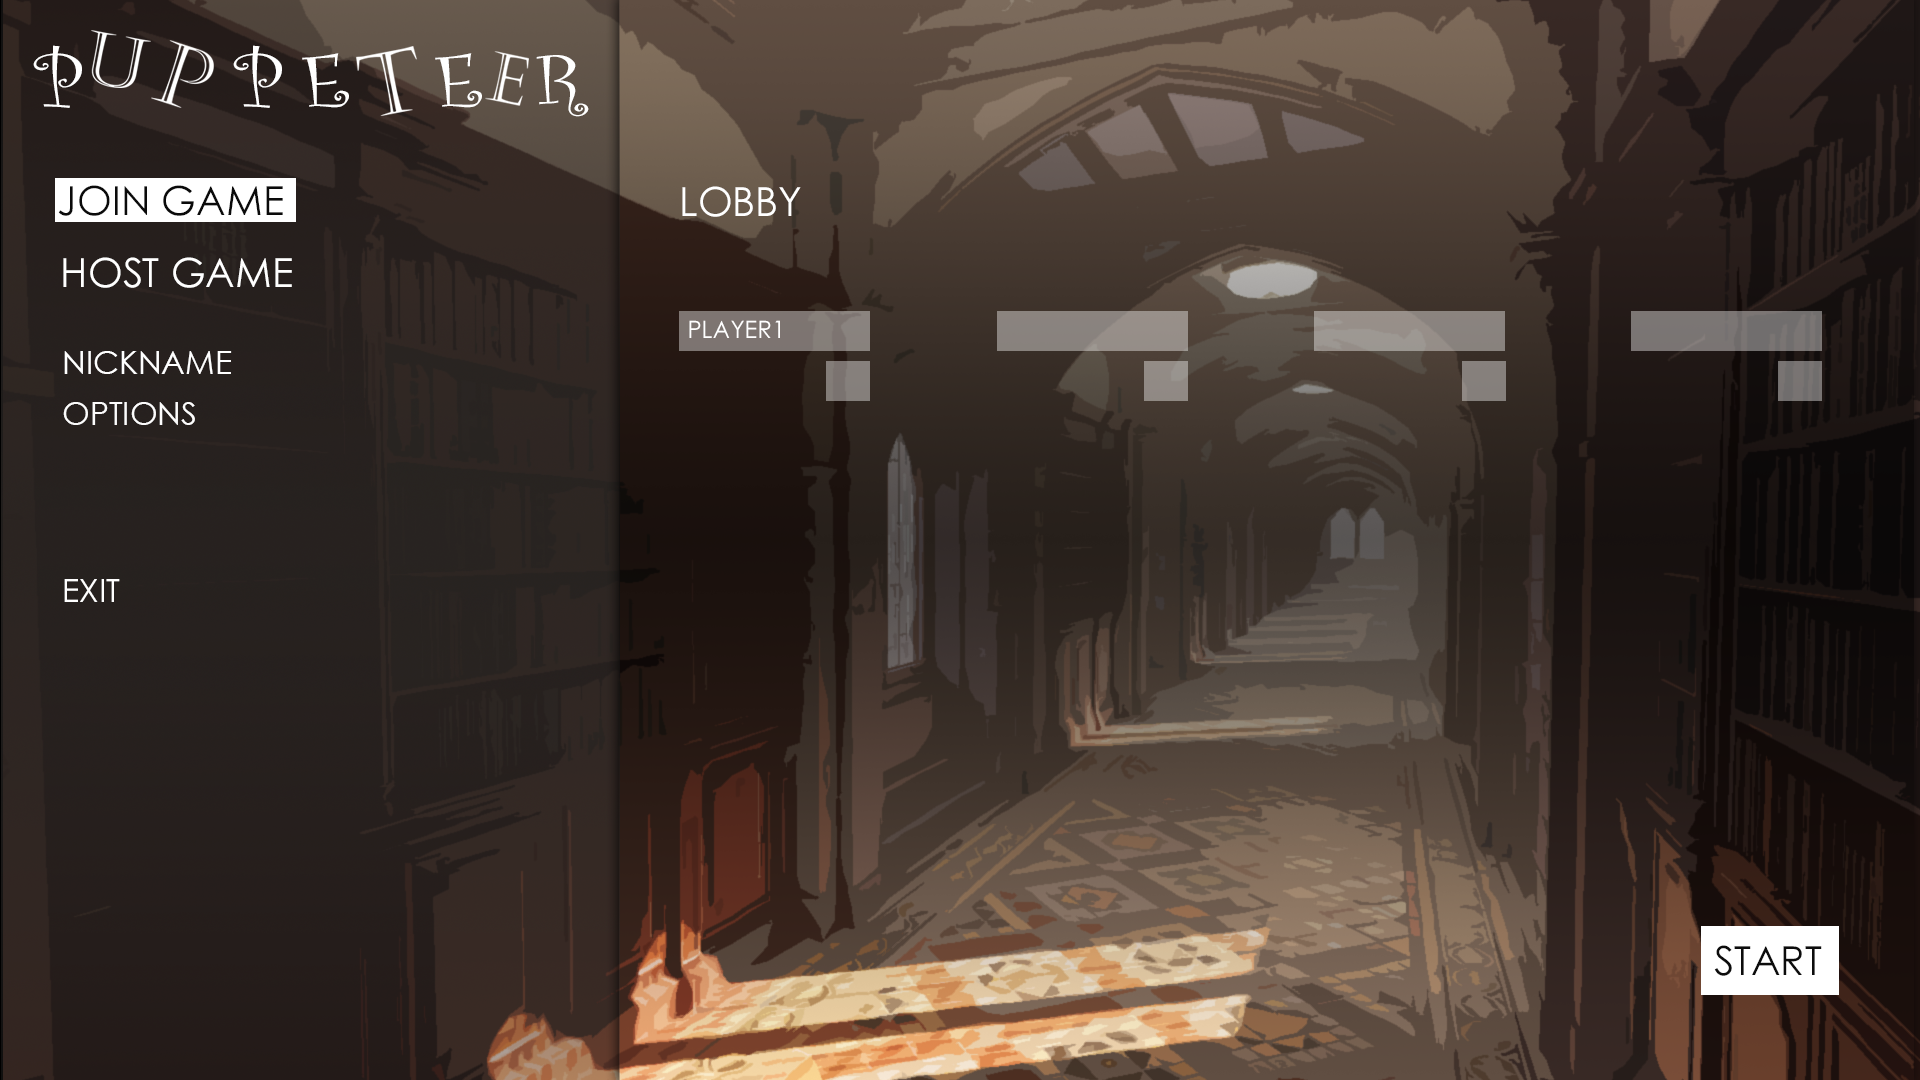 PUPPETEER
JOIN GAME
HOST GAME
NICKNAME
OPTIONS
EXIT
LOBBY
PLAYER1
START